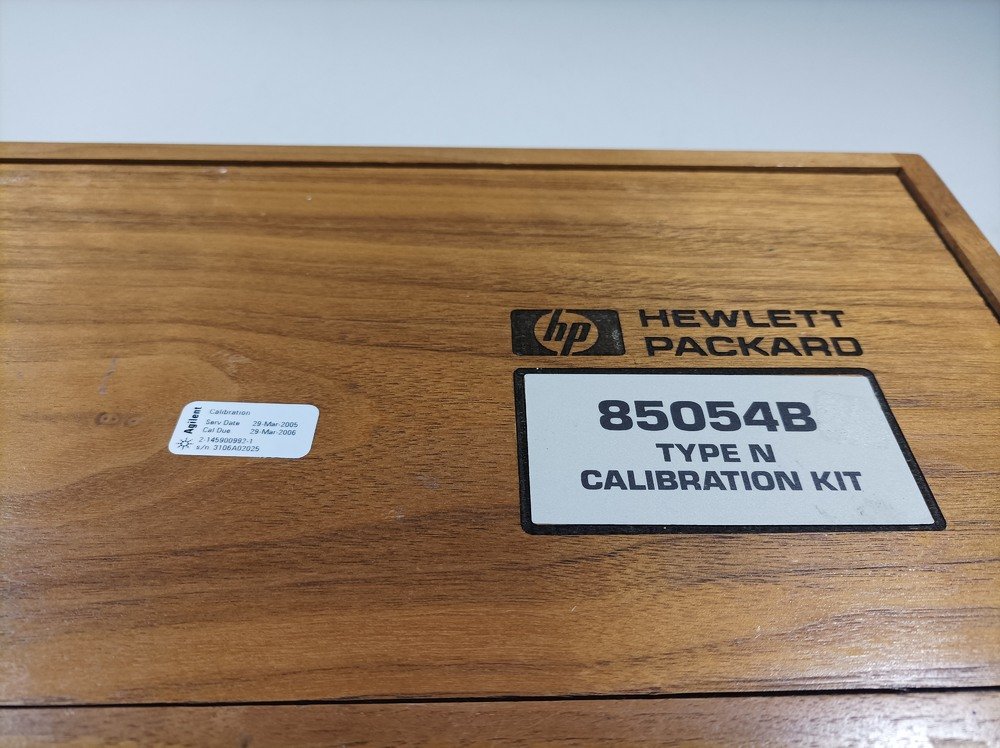 hp HEWLETT
PACKARD
85054B
TYPE N
CALIBRATION KIT
Agilent
Calibration
Serv Date 29-Mar-2005
Cal Due 29-Mar-2006
2-145900992-1
s/n 3106A02025